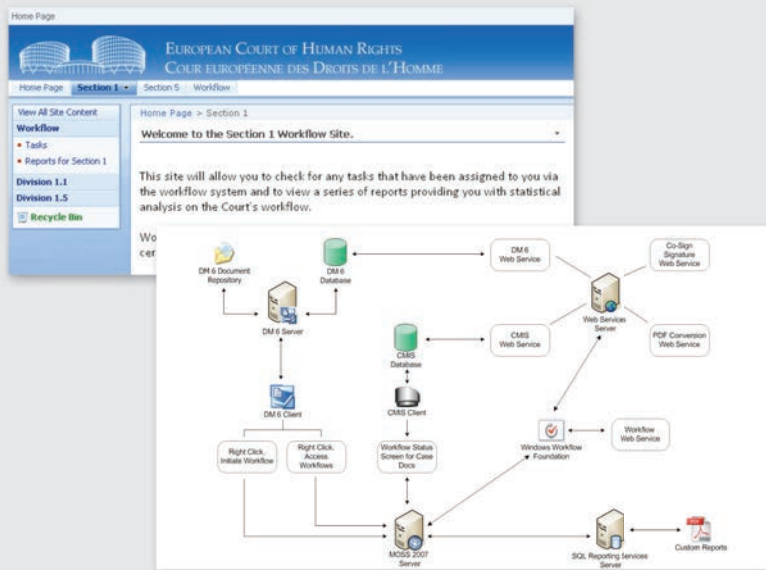 Home Page
EUROPEAN COURT OF HUMAN RIGHTS
COUR EUROPÉENNE DES DROITS DE L'HOMME
Home Page Section 1 Section 5 Workflow
View All Site Content
Workflow
Tasks
Reports for Section 1
Division 1.1
Division 1.5
Recycle Bin
Home Page > Section 1
Welcome to the Section 1 Workflow Site.
This site will allow you to check for any tasks that have been assigned to you via
the workflow system and to view a series of reports providing you with statistical
analysis on the Court's workflow.
DM 6 Document
Repository
DM 6
Database
DM 6
Web Service
Co-Sign
Signature
Web Service
DM 6 Server
Web Services
Server
CMIS
Database
CMIS
Web Service
PDF Conversion
Web Service
DM 6 Client
CMIS Client
Right Click,
Initiate Workflow
Right Click,
Access
Workflows
Workflow Status
Screen for Case
Docs
Windows Workflow
Foundation
Workflow
Web Service
MOSS 2007
Server
SQL Reporting Services
Server
PDF
Custom Reports